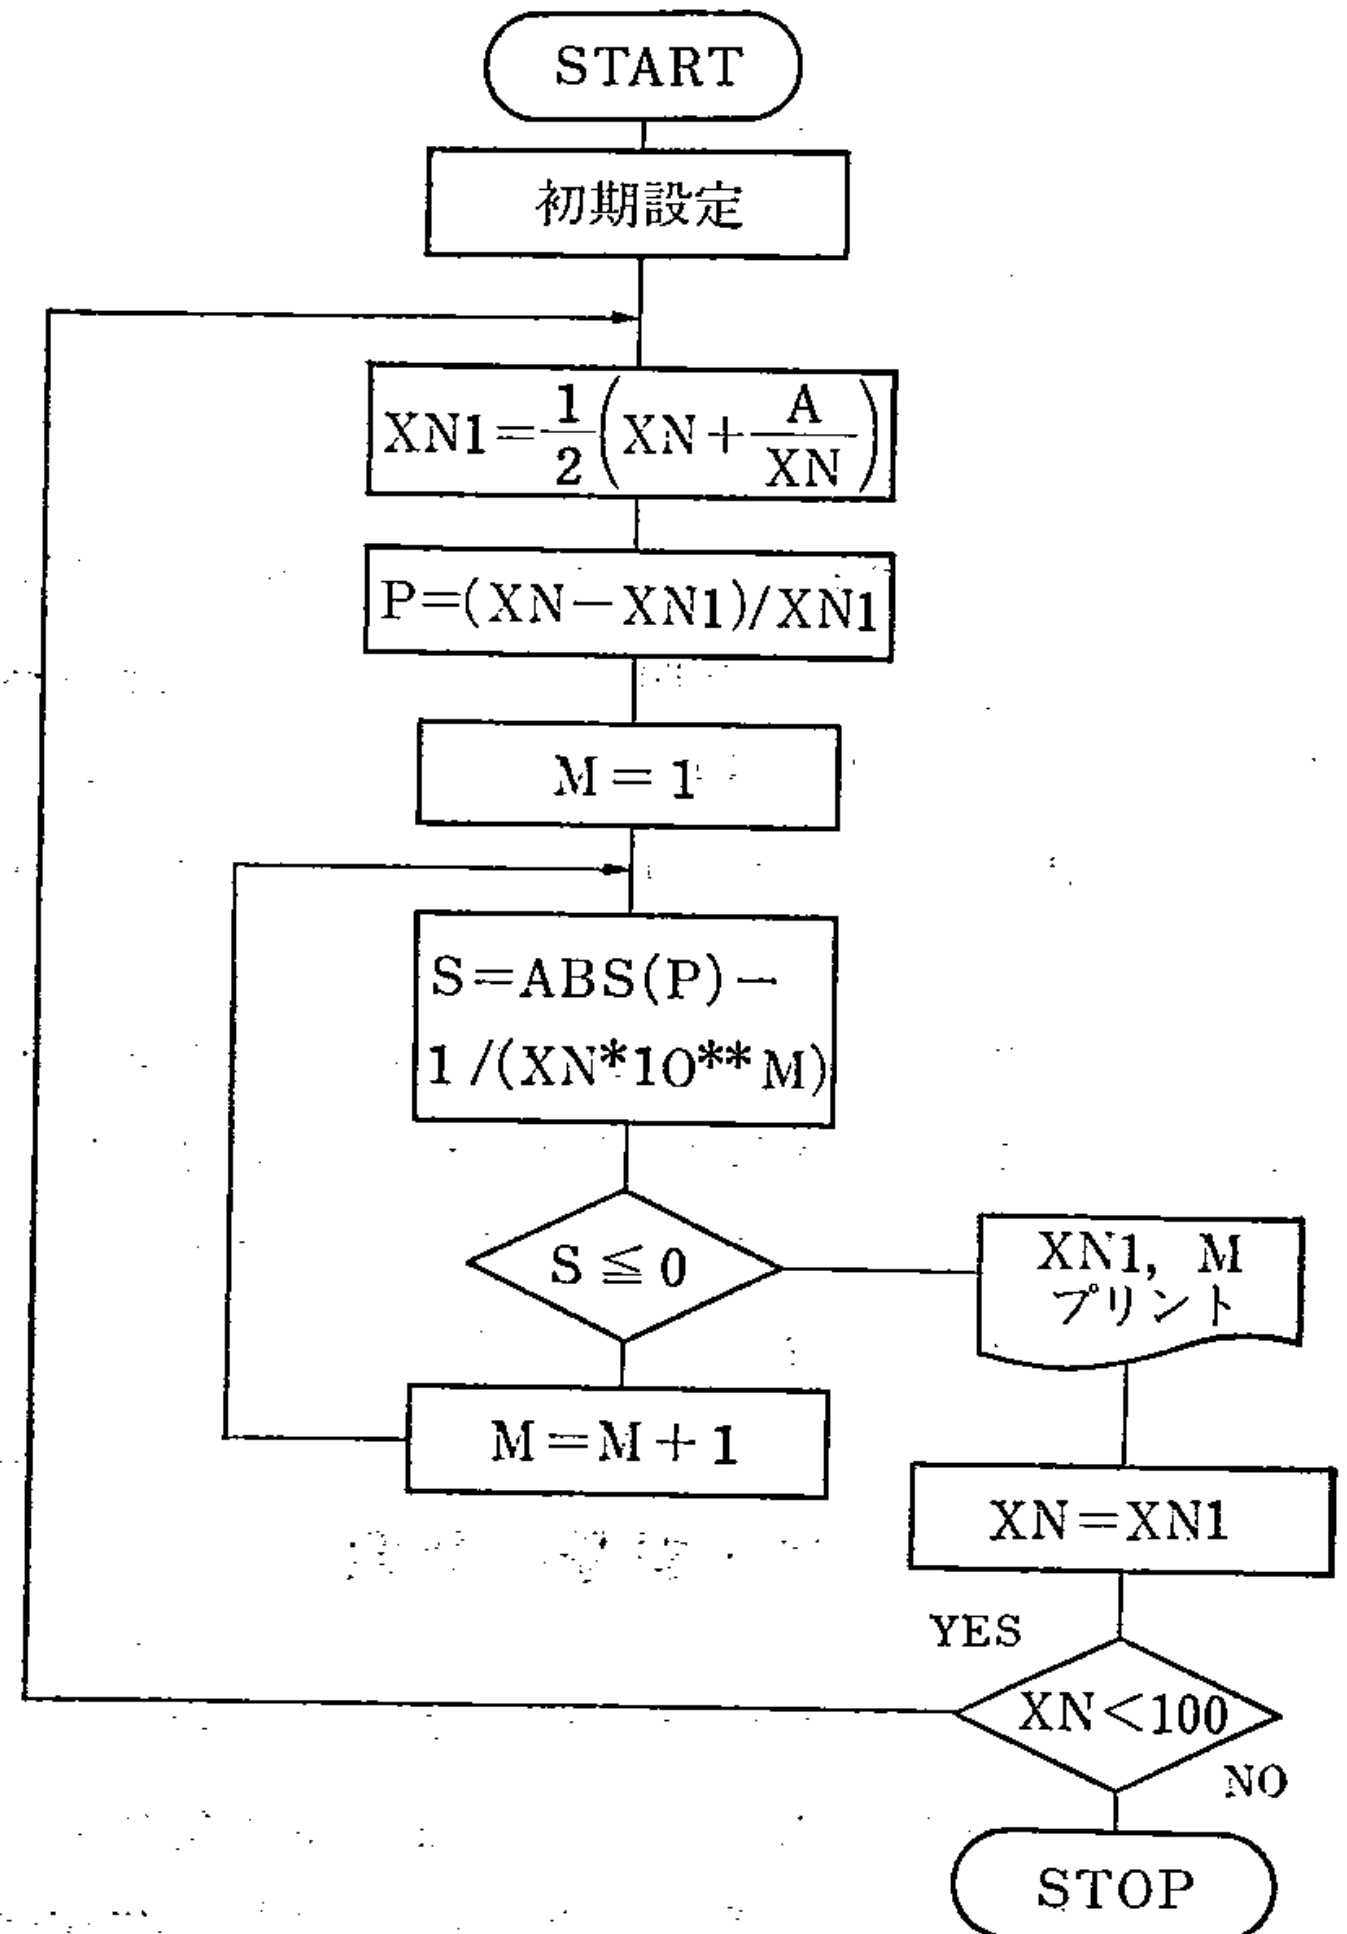 START
初期設定
XN1=1/2(XN+A/XN)
P=(XN-XN1)/XN1
M=1
S=ABS(P)-
1/(XN*10**M)
S≦0
XN1, M
プリント
M=M+1
XN=XN1
YES
XN<100
NO
STOP